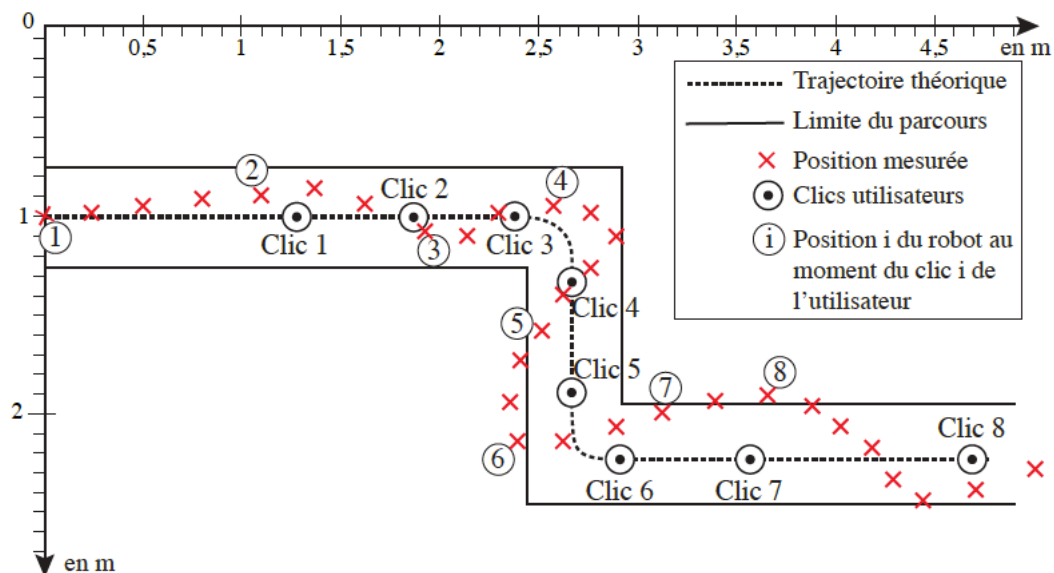 0
0,5
1
1,5
2
2,5
3
3,5
4
4,5
en m
Trajectoire théorique
Limite du parcours
Position mesurée
Clics utilisateurs
i
Position i du robot au
moment du clic i de
l’utilisateur
2
4
Clic 2
1
1
Clic 1
3
Clic 3
Clic 4
5
Clic 5
7
8
2
6
Clic 6
Clic 7
Clic 8
en m